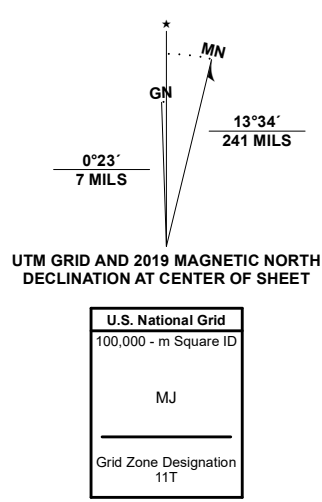 ★
MN
GN
13°34´
241 MILS
0°23´
7 MILS
UTM GRID AND 2019 MAGNETIC NORTH
DECLINATION AT CENTER OF SHEET
U.S. National Grid
100,000 - m Square ID
MJ
Grid Zone Designation
11T